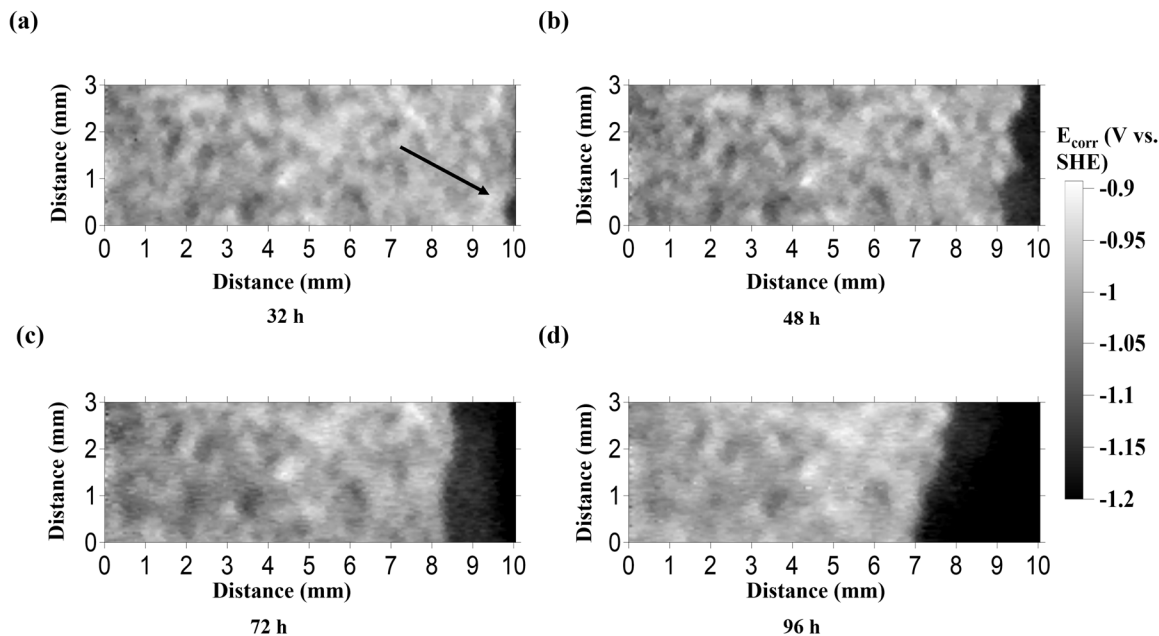 (a)
(b)
3
2
1
0
Distance (mm)
0 1 2 3 4 5 6 7 8 9 10
Distance (mm)
32 h
3
2
1
0
Distance (mm)
0 1 2 3 4 5 6 7 8 9 10
Distance (mm)
48 h
E_corr (V vs.
SHE)
-0.9
-0.95
-1
-1.05
-1.1
-1.15
-1.2
(c)
(d)
3
2
1
0
Distance (mm)
0 1 2 3 4 5 6 7 8 9 10
Distance (mm)
72 h
3
2
1
0
Distance (mm)
0 1 2 3 4 5 6 7 8 9 10
Distance (mm)
96 h